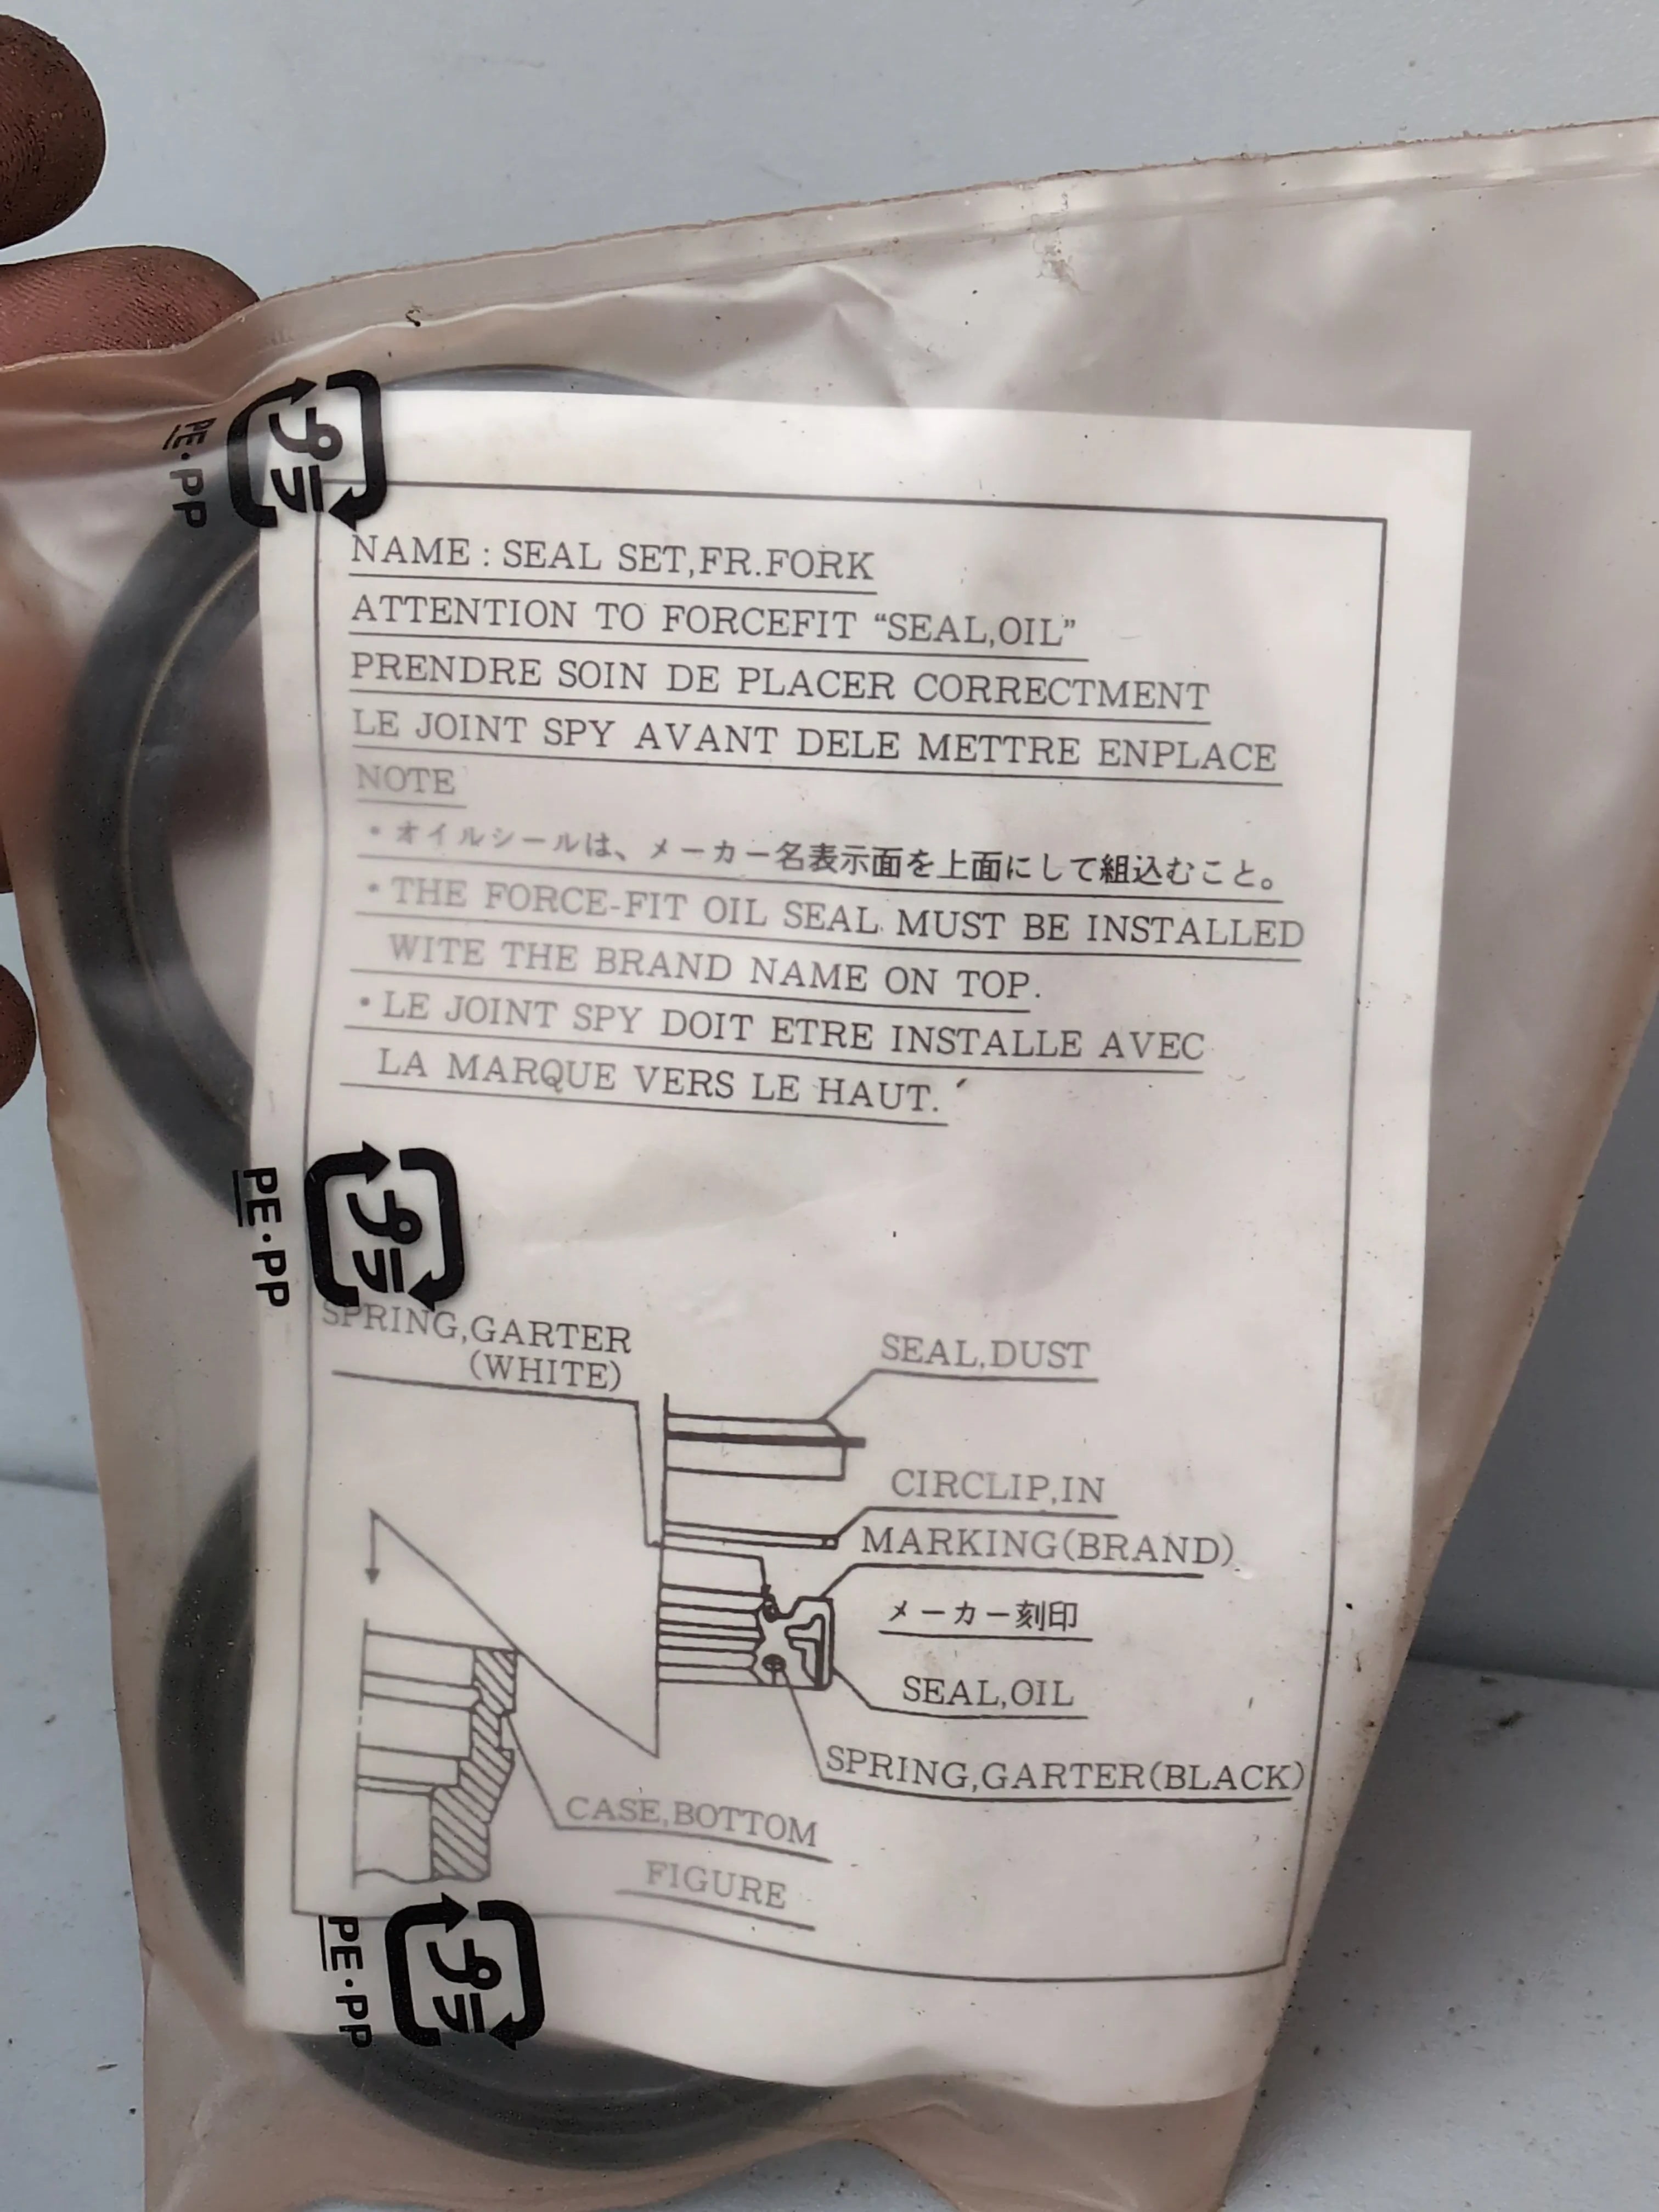 プラ
PE・PP
NAME : SEAL SET,FR.FORK
ATTENTION TO FORCEFIT “SEAL,OIL”
PRENDRE SOIN DE PLACER CORRECTMENT
LE JOINT SPY AVANT DELE METTRE ENPLACE
NOTE
・オイルシールは、メーカー名表示面を上面にして組込むこと。
・THE FORCE-FIT OIL SEAL MUST BE INSTALLED
WITE THE BRAND NAME ON TOP.
・LE JOINT SPY DOIT ETRE INSTALLE AVEC
LA MARQUE VERS LE HAUT.
プラ
PE・PP
SPRING,GARTER
(WHITE)
SEAL,DUST
CIRCLIP,IN
MARKING(BRAND)
メーカー刻印
SEAL,OIL
SPRING,GARTER(BLACK)
CASE,BOTTOM
FIGURE
プラ
PE・PP